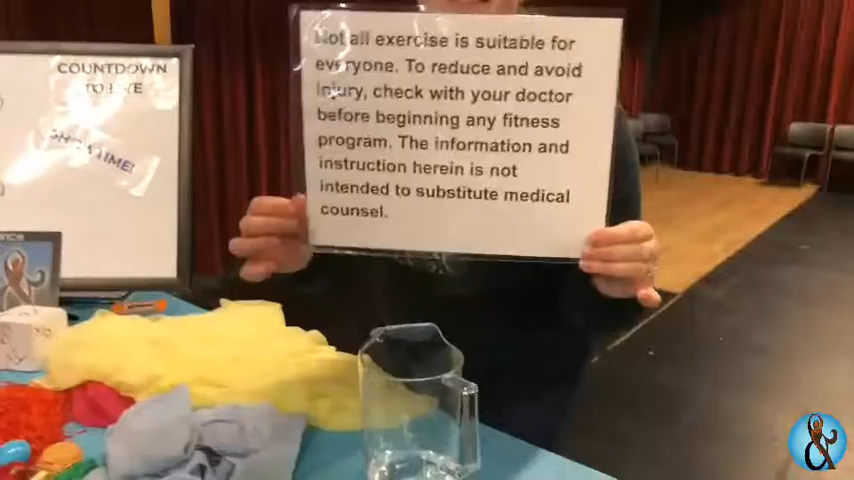 Not all exercise is suitable for
everyone. To reduce and avoid
injury, check with your doctor
before beginning any fitness
program. The information and
instruction herein is not
intended to substitute medical
counsel.
COUNTDOWN
SHOWTIME